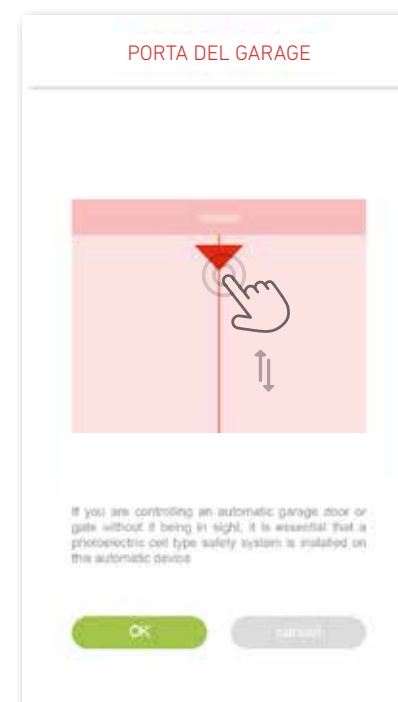 PORTA DEL GARAGE
If you are controlling an automatic garage door or
gate without it being in sight, it is essential that a
photoelectric cell type safety system is installed on
this automatic device
OK
cancel